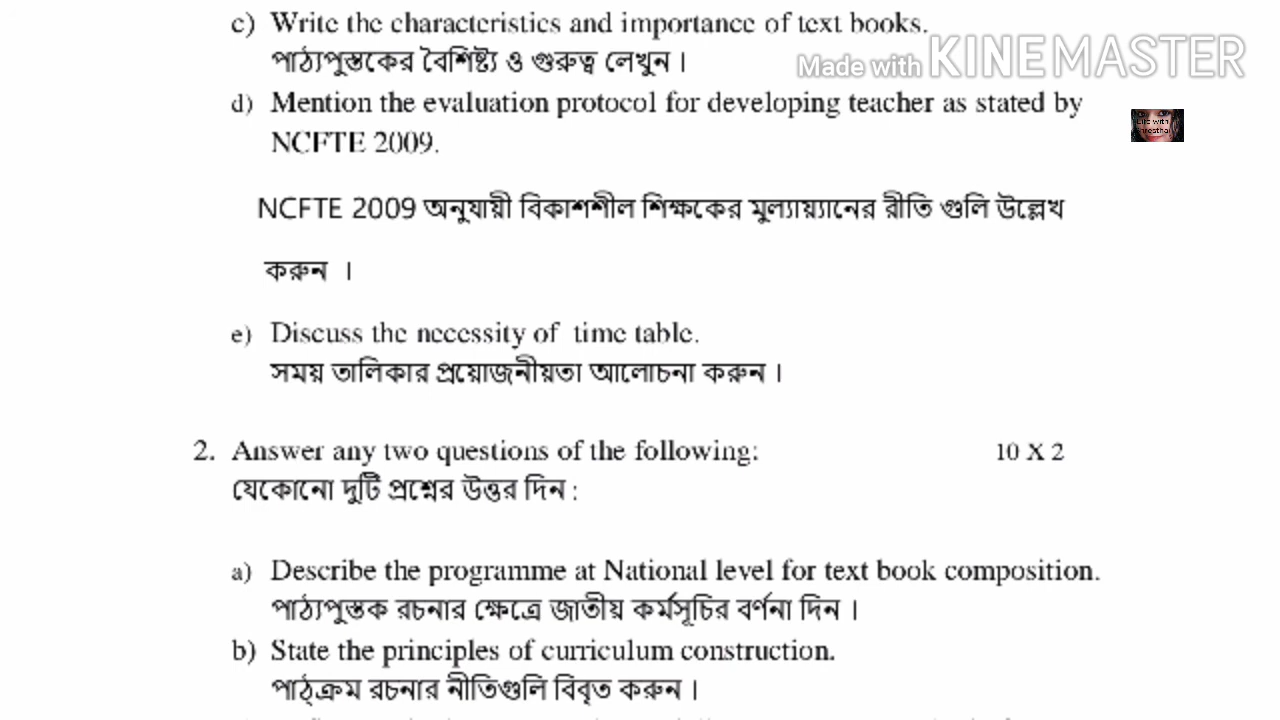 c) Write the characteristics and importance of text books.
পাঠ্যপুস্তকের বৈশিষ্ট্য ও গুরুত্ব লেখুন ।
Made with KINEMASTER
d) Mention the evaluation protocol for developing teacher as stated by
Life with
NCFTE 2009.
NCFTE 2009 অনুযায়ী বিকাশশীল শিক্ষকের মুল্যায়্যানের রীতি গুলি উল্লেখ
করুন ।
e) Discuss the necessity of time table.
সময় তালিকার প্রয়োজনীয়তা আলোচনা করুন ।
2. Answer any two questions of the following: 10 X 2
যেকোনো দুটি প্রশ্নের উত্তর দিন :
a) Describe the programme at National level for text book composition.
পাঠ্যপুস্তক রচনার ক্ষেত্রে জাতীয় কর্মসূচির বর্ণনা দিন ।
b) State the principles of curriculum construction.
পাঠ্ক্রম রচনার নীতিগুলি বিবৃত করুন ।